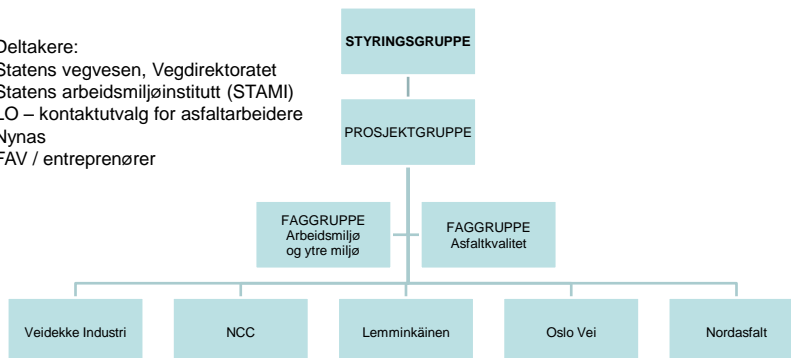 Deltakere:
Statens vegvesen, Vegdirektoratet
Statens arbeidsmiljøinstitutt (STAMI)
LO – kontaktutvalg for asfaltarbeidere
Nynas
FAV / entreprenører
STYRINGSGRUPPE
PROSJEKTGRUPPE
FAGGRUPPE
Arbeidsmiljø
og ytre miljø
FAGGRUPPE
Asfaltkvalitet
Veidekke Industri
NCC
Lemminkäinen
Oslo Vei
Nordasfalt